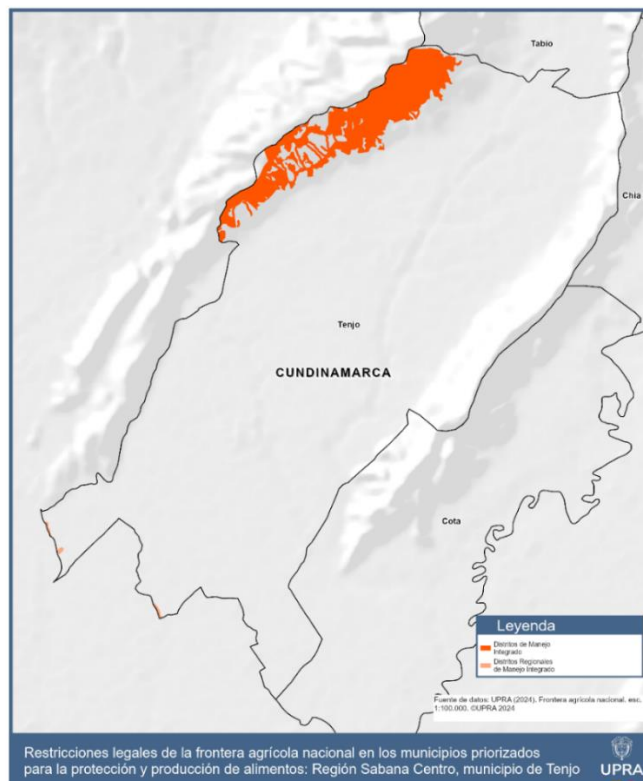 Tabio
Chia
Tenjo
CUNDINAMARCA
Cota
Leyenda
Distritos de Manejo
Integrado
Distritos Regionales
de Manejo Integrado
Fuente de datos: UPRA (2024). Frontera agrícola nacional, esc.
1:100.000. ©UPRA 2024
Restricciones legales de la frontera agrícola nacional en los municipios priorizados
para la protección y producción de alimentos: Región Sabana Centro, municipio de Tenjo
UPRA